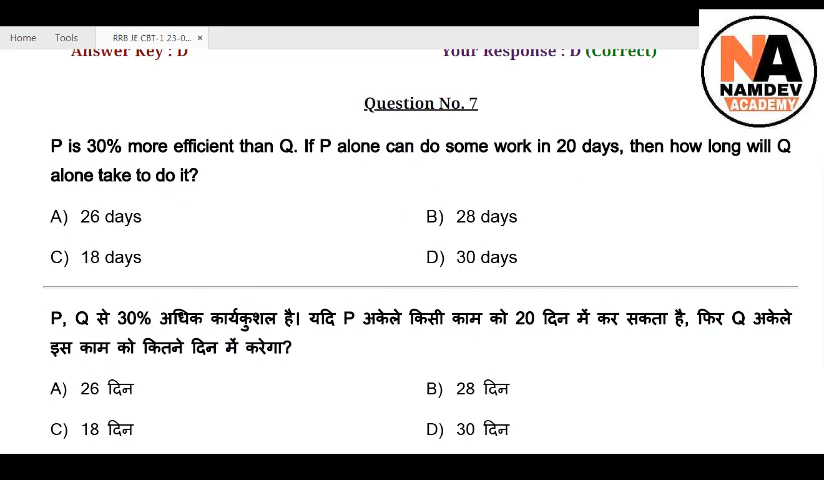 Home Tools RRB JE CBT-1 23-0... ×
NA
NAMDEV
ACADEMY
Answer Key : D Your Response : D (Correct)
Question No. 7
P is 30% more efficient than Q. If P alone can do some work in 20 days, then how long will Q
alone take to do it?
A) 26 days B) 28 days
C) 18 days D) 30 days
P, Q से 30% अधिक कार्यकुशल है। यदि P अकेले किसी काम को 20 दिन में कर सकता है, फिर Q अकेले
इस काम को कितने दिन में करेगा?
A) 26 दिन B) 28 दिन
C) 18 दिन D) 30 दिन